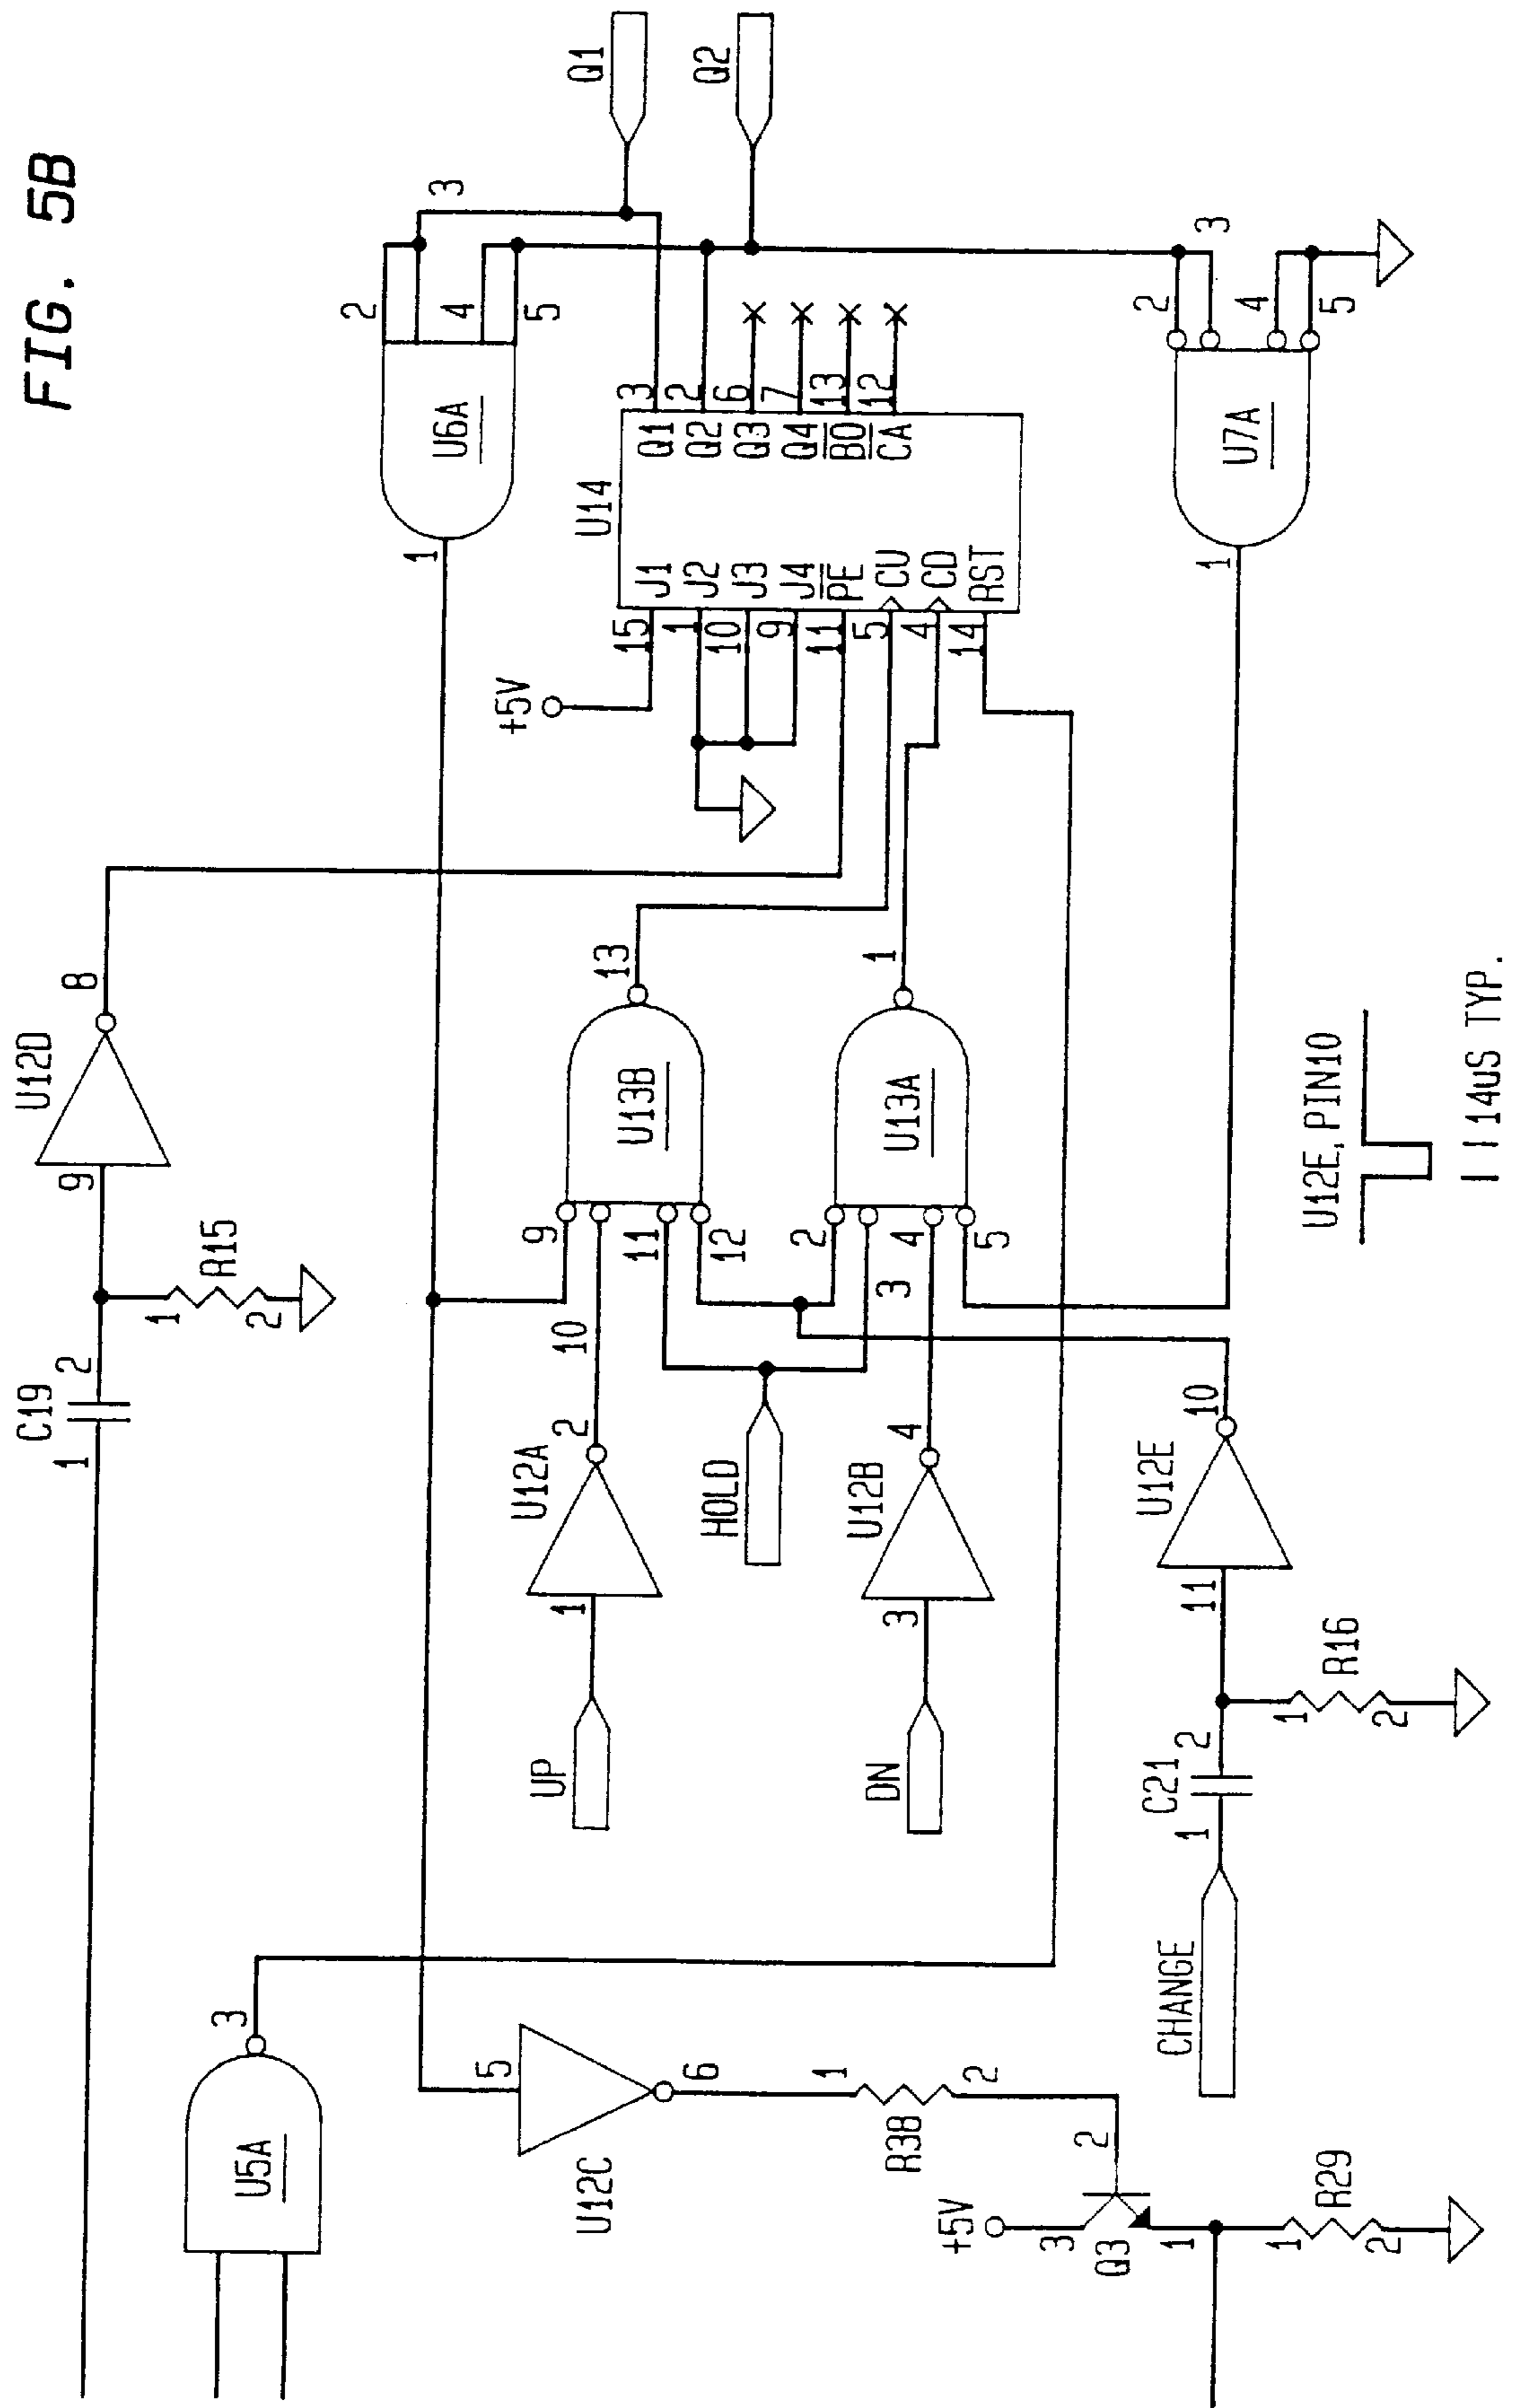 FIG. 5B
U12D
9
8
C19
1
2
R15
1
2
U5A
3
U6A
1
2
3
4
5
Q1
Q2
U12C
5
6
R38
1
2
+5V
3
2
Q3
1
R29
1
2
UP
1
U12A
2
10
HOLD
DN
3
U12B
4
9
11
12
U13B
13
2
3
4
5
U13A
1
CHANGE
1
C21
2
R16
1
2
11
U12E
10
+5V
U14
15
J1
1
J2
10
J3
9
J4
11
PE
5
CU
4
CD
14
RST
Q1
3
Q2
2
Q3
6
Q4
7
BO
13
CA
12
U7A
1
2
3
4
5
U12E, PIN10
14uS TYP.